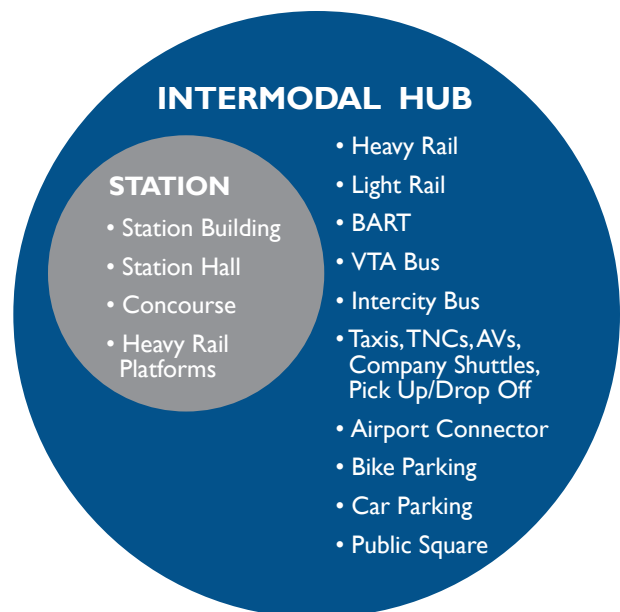 INTERMODAL HUB
STATION
• Station Building
• Station Hall
• Concourse
• Heavy Rail
Platforms
• Heavy Rail
• Light Rail
• BART
• VTA Bus
• Intercity Bus
• Taxis, TNCs, AVs,
Company Shuttles,
Pick Up/Drop Off
• Airport Connector
• Bike Parking
• Car Parking
• Public Square